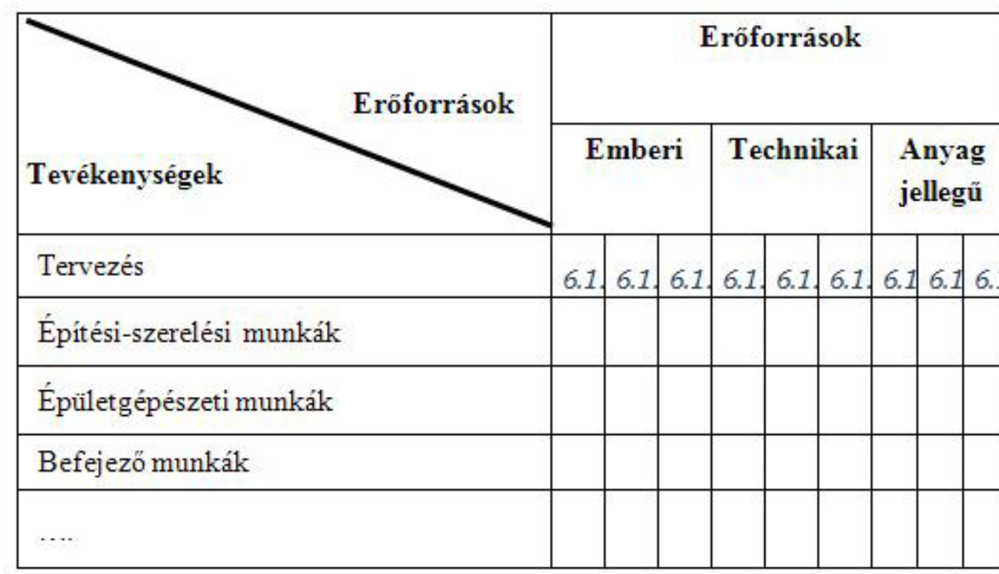 Erőforrások
Erőforrások
Emberi Technikai Anyag
jellegű
Tevékenységek
Tervezés 6.1. 6.1. 6.1. 6.1. 6.1. 6.1. 6.1 6.1 6.1
Építési-szerelési munkák
Épületgépészeti munkák
Befejező munkák
....